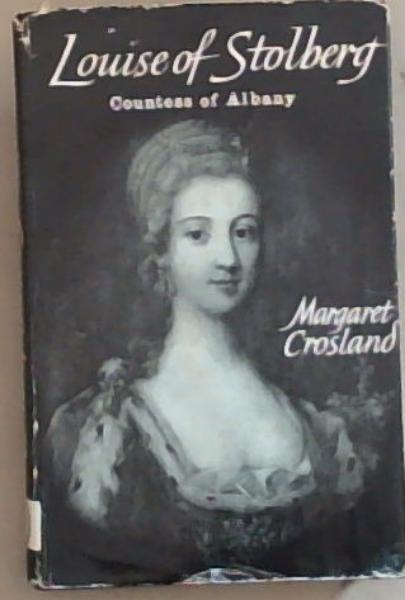 Louise of Stolberg
Countess of Albany
Margaret
Crosland